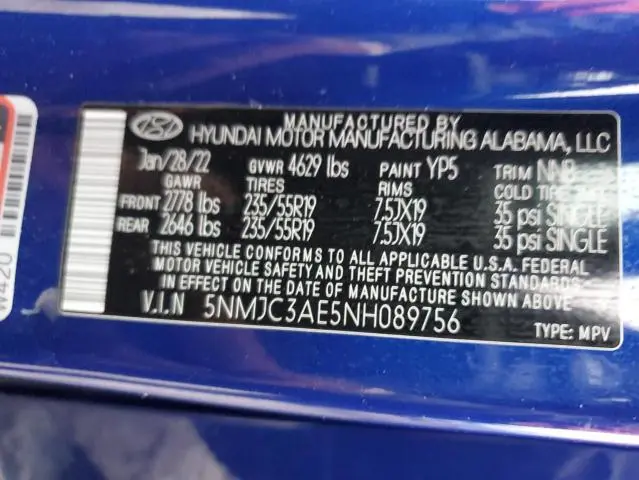 MANUFACTURED BY
HYUNDAI MOTOR MANUFACTURING ALABAMA, LLC
Jan/28/22 GVWR 4629 lbs PAINT YP5 TRIM NNB
GAWR TIRES RIMS COLD
FRONT 2778 lbs 235/55R19 7.5JX19 35 psi SINGLE
REAR 2646 lbs 235/55R19 7.5JX19 35 psi SINGLE
THIS VEHICLE CONFORMS TO ALL APPLICABLE U.S.A. FEDERAL
MOTOR VEHICLE SAFETY AND THEFT PREVENTION STANDARDS
IN EFFECT ON THE DATE OF MANUFACTURE SHOWN ABOVE.
V.I.N 5NMJC3AE5NH089756 TYPE: MPV
W420